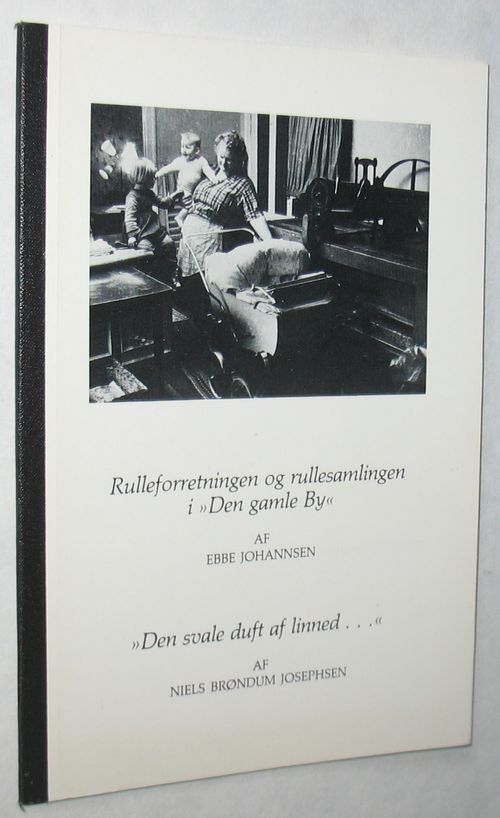 Rulleforretningen og rullesamlingen
i »Den gamle By«
AF
EBBE JOHANNSEN
»Den svale duft af linned . . .«
AF
NIELS BRØNDUM JOSEPHSEN